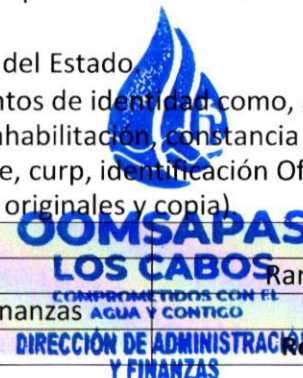 del Estado.
ntos de identidad como,
nhabilitación, constancia
e, curp, identificación Of
originales y copia)
OOMSAPAS
LOS CABOS
Ran
COMPROMETIDOS CON EL
AGUA Y CONTIGO
nanzas
DIRECCIÓN DE ADMINISTRACIÓN
Y FINANZAS